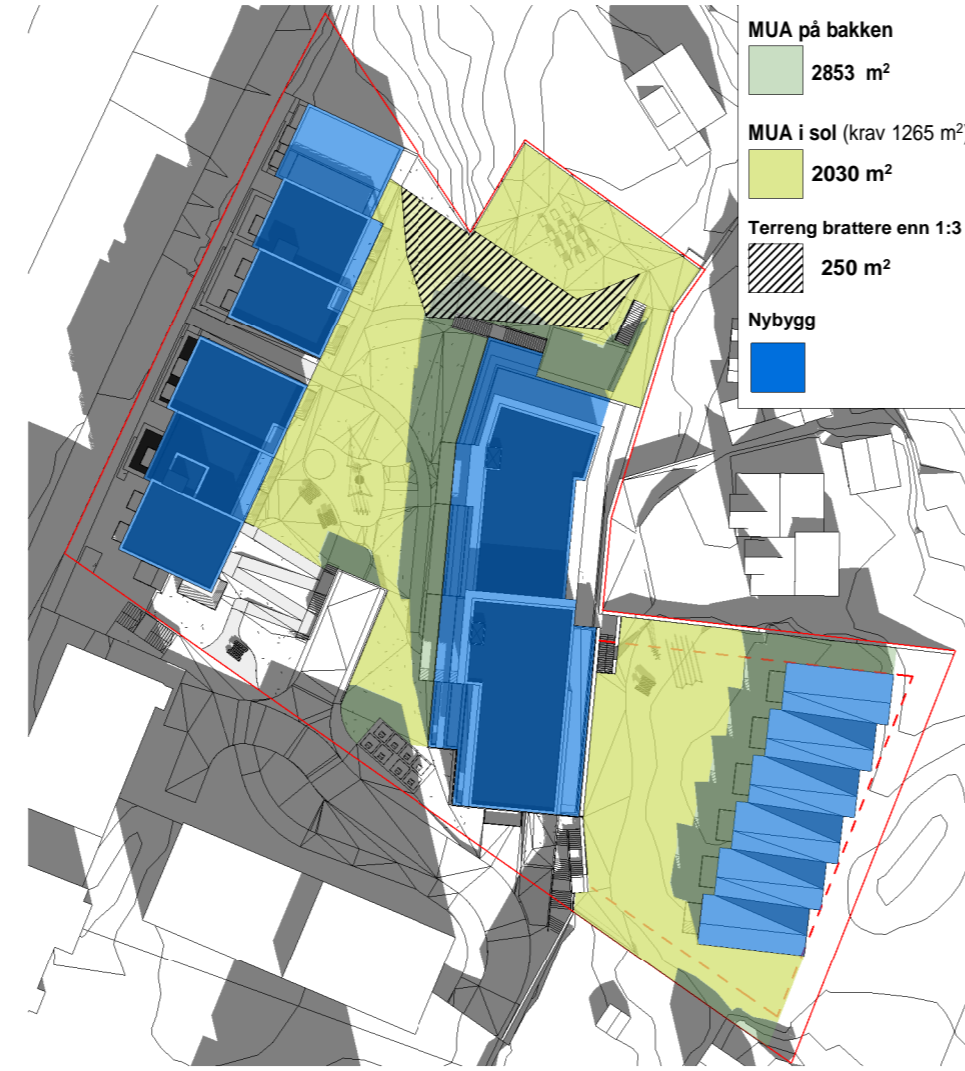 MUA på bakken
2853 m²
MUA i sol (krav 1265 m²)
2030 m²
Terreng brattere enn 1:3
250 m²
Nybygg